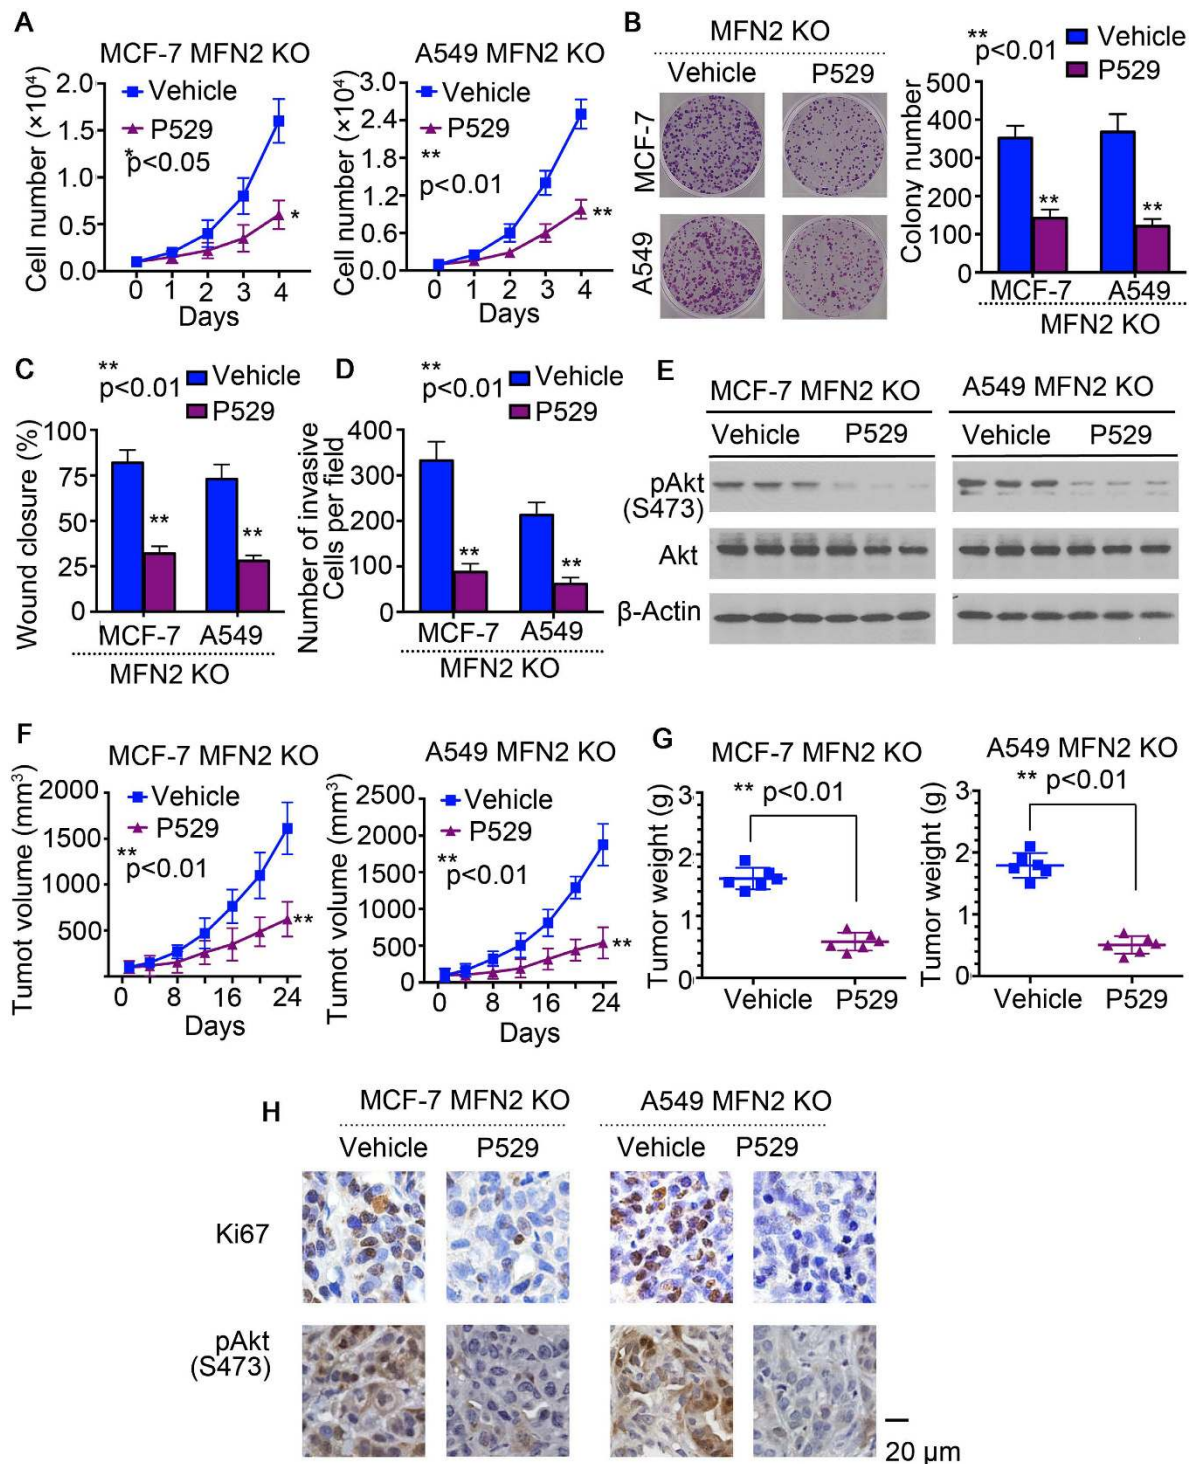 A
MCF-7 MFN2 KO
Cell number (×10⁴)
2.0
1.5
1.0
0.5
0.0
Vehicle
P529
*
p<0.05
*
0 1 2 3 4
Days
A549 MFN2 KO
Cell number (×10⁴)
3.0
2.4
1.8
1.2
0.6
0.0
Vehicle
P529
**
p<0.01
**
0 1 2 3 4
Days
B
MFN2 KO
Vehicle P529
MCF-7
A549
**
p<0.01
Vehicle
P529
Colony number
500
400
300
200
100
0
**
**
MCF-7 A549
MFN2 KO
C
**
p<0.01
Vehicle
P529
Wound closure (%)
100
75
50
25
0
**
**
MCF-7 A549
MFN2 KO
D
**
p<0.01
Vehicle
P529
Number of invasive
Cells per field
400
300
200
100
0
**
**
MCF-7 A549
MFN2 KO
E
MCF-7 MFN2 KO
A549 MFN2 KO
Vehicle P529
Vehicle P529
pAkt
(S473)
Akt
β-Actin
F
MCF-7 MFN2 KO
Tumot volume (mm³)
2000
1500
1000
500
Vehicle
P529
**
p<0.01
**
0 8 16 24
Days
A549 MFN2 KO
Tumot volume (mm³)
2500
2000
1500
1000
500
0
Vehicle
P529
**
p<0.01
**
0 8 16 24
Days
G
MCF-7 MFN2 KO
Tumor weight (g)
3
2
1
0
** p<0.01
Vehicle P529
A549 MFN2 KO
Tumor weight (g)
3
2
1
0
** p<0.01
Vehicle P529
H
MCF-7 MFN2 KO
A549 MFN2 KO
Vehicle P529
Vehicle P529
Ki67
pAkt
(S473)
20 μm